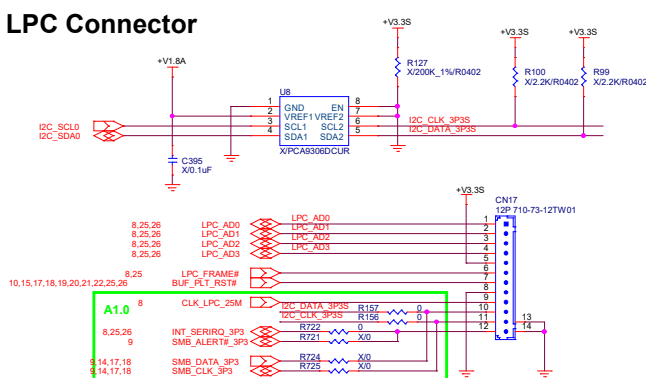 LPC Connector
+V3.3S
+V3.3S
+V3.3S
+V1.8A
R127
X/200K_1%/R0402
R100
X/2.2K/R0402
R99
X/2.2K/R0402
U8
1 GND EN 8
2 VREF1 VREF2 7
3 SCL1 SCL2 6
4 SDA1 SDA2 5
X/PCA9306DCUR
I2C_SCL0
I2C_SDA0
I2C_CLK_3P3S
I2C_DATA_3P3S
C395
X/0.1uF
+V3.3S
CN17
12P 710-73-12TW01
8,25,26 LPC_AD0 LPC_AD0 1
8,25,26 LPC_AD1 LPC_AD1 2
8,25,26 LPC_AD2 LPC_AD2 3
8,25,26 LPC_AD3 LPC_AD3 4
5
8,25 LPC_FRAME# 6
10,15,17,18,19,20,21,22,25,26 BUF_PLT_RST# 7
8
A1.0
8 CLK_LPC_25M 9
I2C_DATA_3P3S R157 0 10
I2C_CLK_3P3S R156 0 11 13
8,25,26 INT_SERIRQ_3P3 R722 0 12 14
9 SMB_ALERT#_3P3 R721 X/0
9,14,17,18 SMB_DATA_3P3 R724 X/0
9,14,17,18 SMB_CLK_3P3 R725 X/0